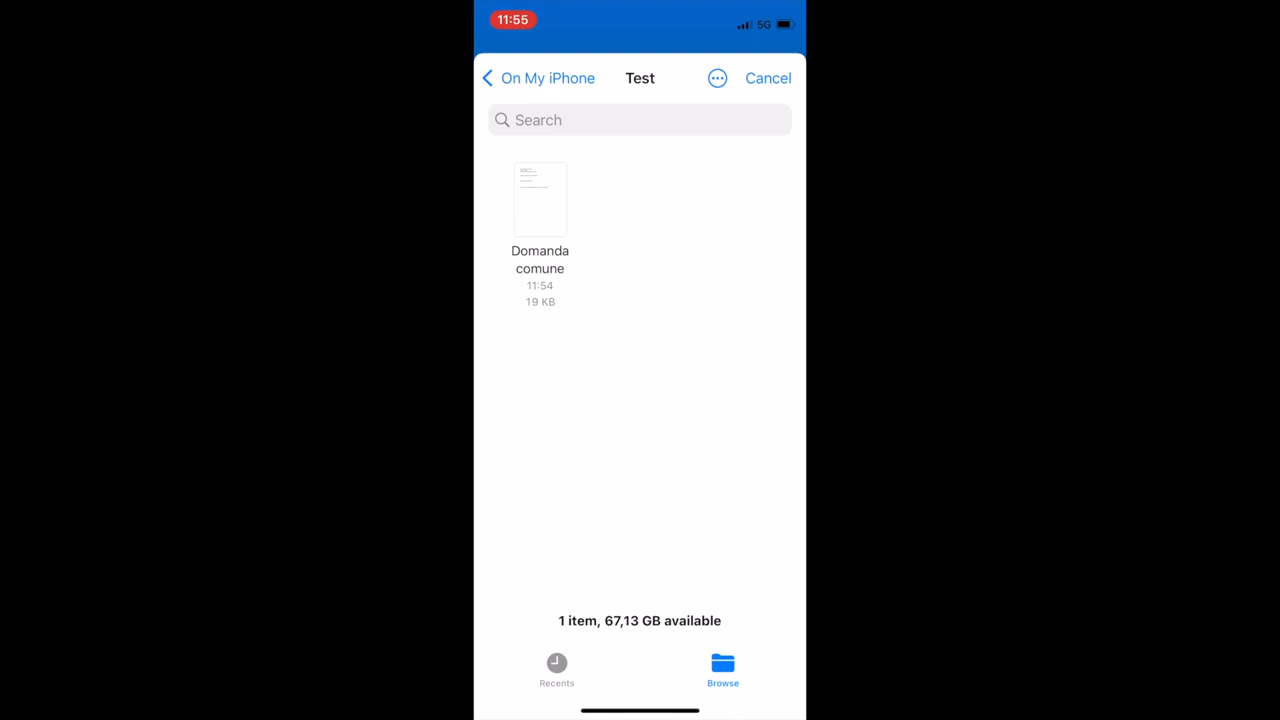 11:55
5G
On My iPhone
Test
Cancel
Search
Domanda
comune
11:54
19 KB
1 item, 67,13 GB available
Recents
Browse